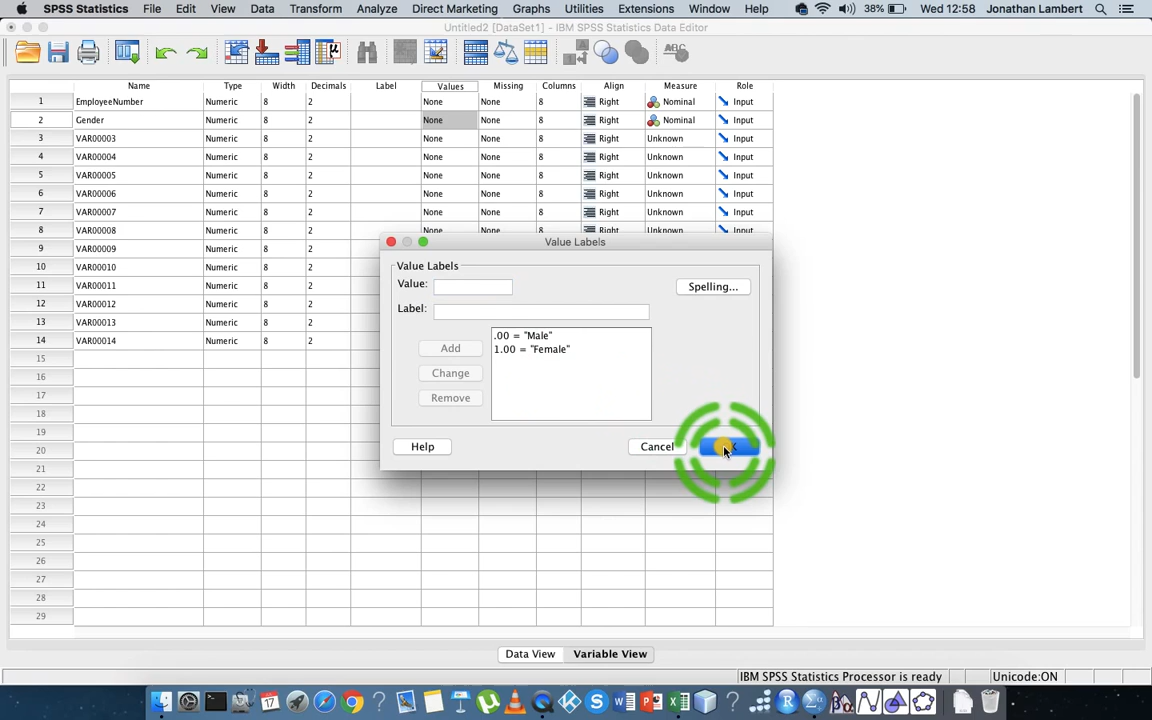 SPSS Statistics File Edit View Data Transform Analyze Direct Marketing Graphs Utilities Extensions Window Help 38% Wed 12:58 Jonathan Lambert
Untitled2 [DataSet1] - IBM SPSS Statistics Data Editor
Name Type Width Decimals Label Values Missing Columns Align Measure Role
1 EmployeeNumber Numeric 8 2 None None 8 Right Nominal Input
2 Gender Numeric 8 2 None None 8 Right Nominal Input
3 VAR00003 Numeric 8 2 None None 8 Right Unknown Input
4 VAR00004 Numeric 8 2 None None 8 Right Unknown Input
5 VAR00005 Numeric 8 2 None None 8 Right Unknown Input
6 VAR00006 Numeric 8 2 None None 8 Right Unknown Input
7 VAR00007 Numeric 8 2 None None 8 Right Unknown Input
8 VAR00008 Numeric 8 2 None None 8 Right Unknown Input
9 VAR00009 Numeric 8 2
10 VAR00010 Numeric 8 2
11 VAR00011 Numeric 8 2
12 VAR00012 Numeric 8 2
13 VAR00013 Numeric 8 2
14 VAR00014 Numeric 8 2
15
16
17
18
19
20
21
22
23
24
25
26
27
28
29
Value Labels
Value Labels
Value:
Spelling...
Label:
.00 = "Male"
1.00 = "Female"
Add
Change
Remove
Help Cancel
Data View Variable View
IBM SPSS Statistics Processor is ready Unicode:ON